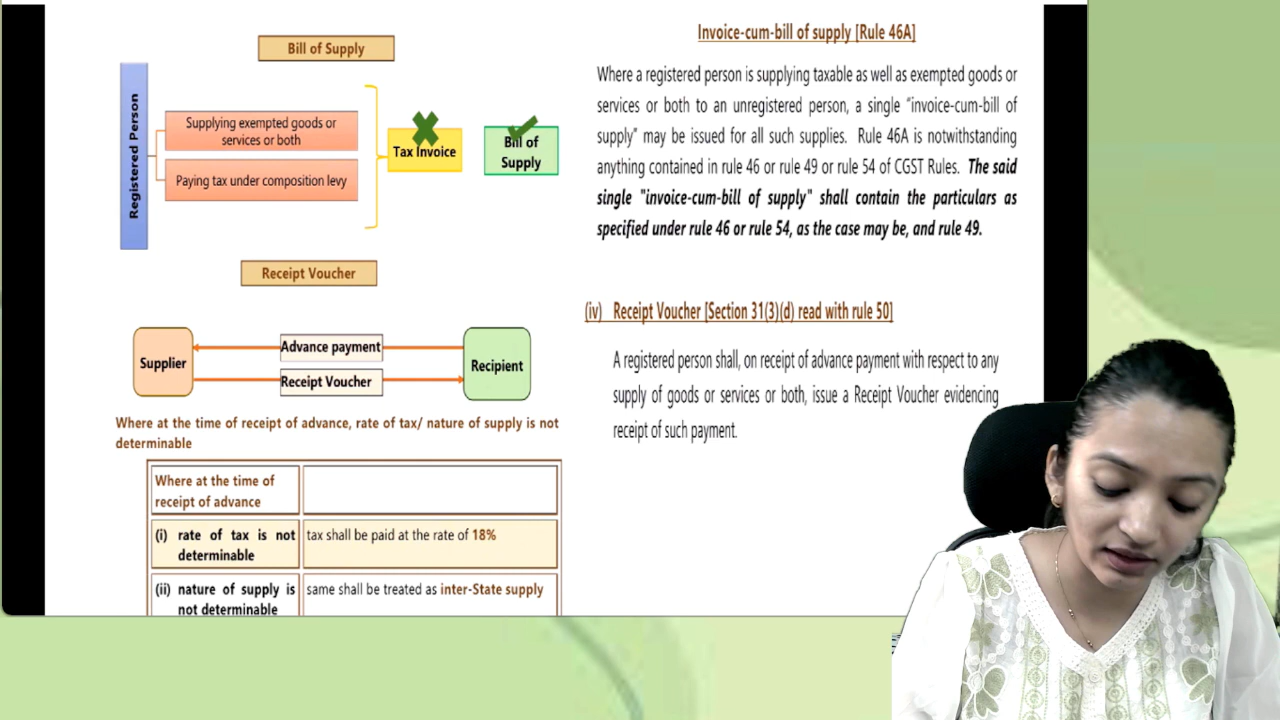 Bill of Supply
Registered Person
Supplying exempted goods or
services or both
Paying tax under composition levy
Tax Invoice
Bill of
Supply
Receipt Voucher
Supplier
Advance payment
Receipt Voucher
Recipient
Where at the time of receipt of advance, rate of tax/ nature of supply is not
determinable
Where at the time of
receipt of advance
(i) rate of tax is not
determinable
tax shall be paid at the rate of 18%
(ii) nature of supply is
not determinable
same shall be treated as inter-State supply
Invoice-cum-bill of supply [Rule 46A]
Where a registered person is supplying taxable as well as exempted goods or
services or both to an unregistered person, a single "invoice-cum-bill of
supply" may be issued for all such supplies. Rule 46A is notwithstanding
anything contained in rule 46 or rule 49 or rule 54 of CGST Rules. The said
single "invoice-cum-bill of supply" shall contain the particulars as
specified under rule 46 or rule 54, as the case may be, and rule 49.
(iv) Receipt Voucher [Section 31(3)(d) read with rule 50]
A registered person shall, on receipt of advance payment with respect to any
supply of goods or services or both, issue a Receipt Voucher evidencing
receipt of such payment.